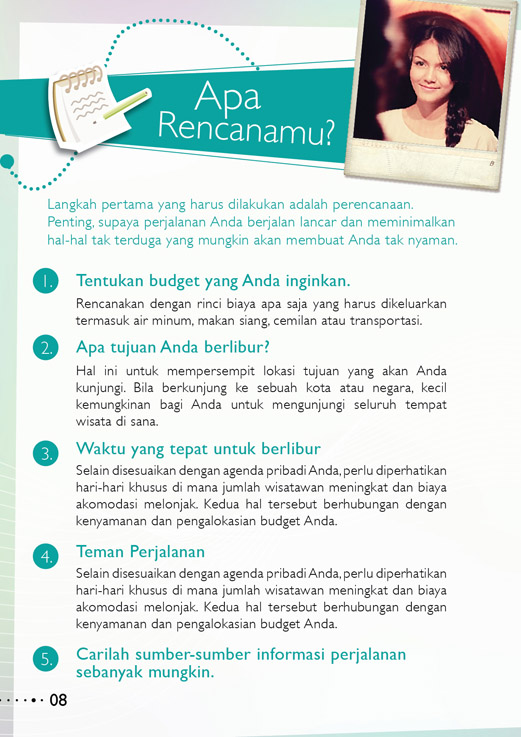 Apa
Rencanamu?
Langkah pertama yang harus dilakukan adalah perencanaan.
Penting, supaya perjalanan Anda berjalan lancar dan meminimalkan
hal-hal tak terduga yang mungkin akan membuat Anda tak nyaman.
1. Tentukan budget yang Anda inginkan.
Rencanakan dengan rinci biaya apa saja yang harus dikeluarkan
termasuk air minum, makan siang, cemilan atau transportasi.
2. Apa tujuan Anda berlibur?
Hal ini untuk mempersempit lokasi tujuan yang akan Anda
kunjungi. Bila berkunjung ke sebuah kota atau negara, kecil
kemungkinan bagi Anda untuk mengunjungi seluruh tempat
wisata di sana.
3. Waktu yang tepat untuk berlibur
Selain disesuaikan dengan agenda pribadi Anda, perlu diperhatikan
hari-hari khusus di mana jumlah wisatawan meningkat dan biaya
akomodasi melonjak. Kedua hal tersebut berhubungan dengan
kenyamanan dan pengalokasian budget Anda.
4. Teman Perjalanan
Selain disesuaikan dengan agenda pribadi Anda, perlu diperhatikan
hari-hari khusus di mana jumlah wisatawan meningkat dan biaya
akomodasi melonjak. Kedua hal tersebut berhubungan dengan
kenyamanan dan pengalokasian budget Anda.
5. Carilah sumber-sumber informasi perjalanan
sebanyak mungkin.
08